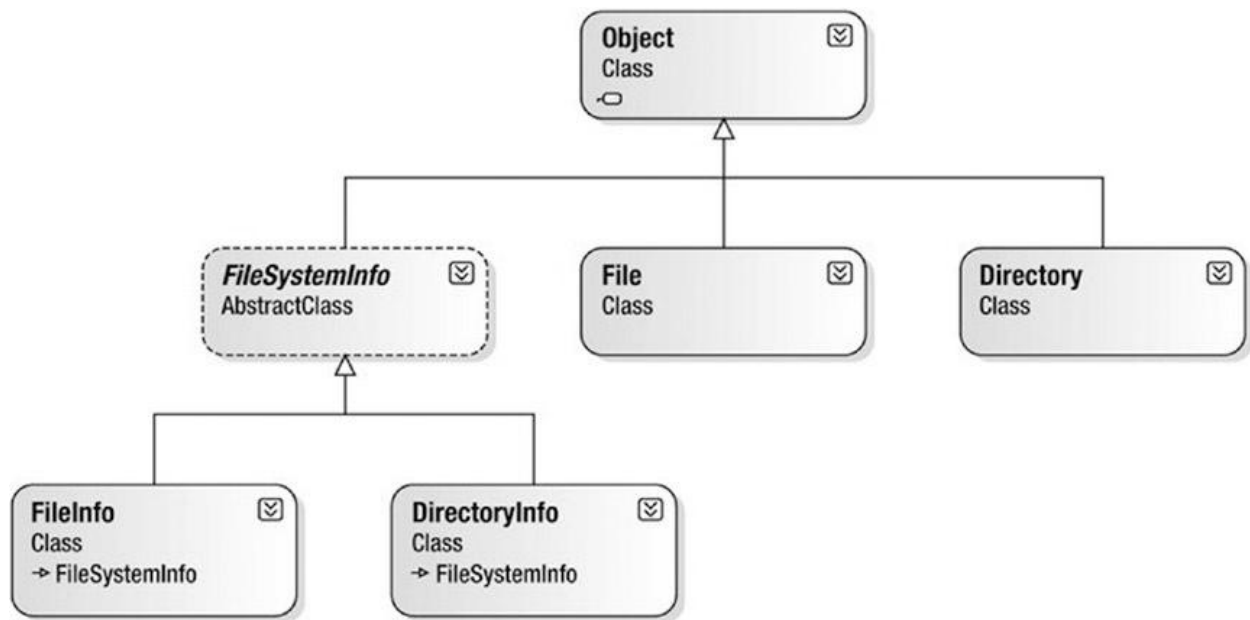 Object
Class
FileSystemInfo
AbstractClass
File
Class
Directory
Class
FileInfo
Class
FileSystemInfo
DirectoryInfo
Class
FileSystemInfo